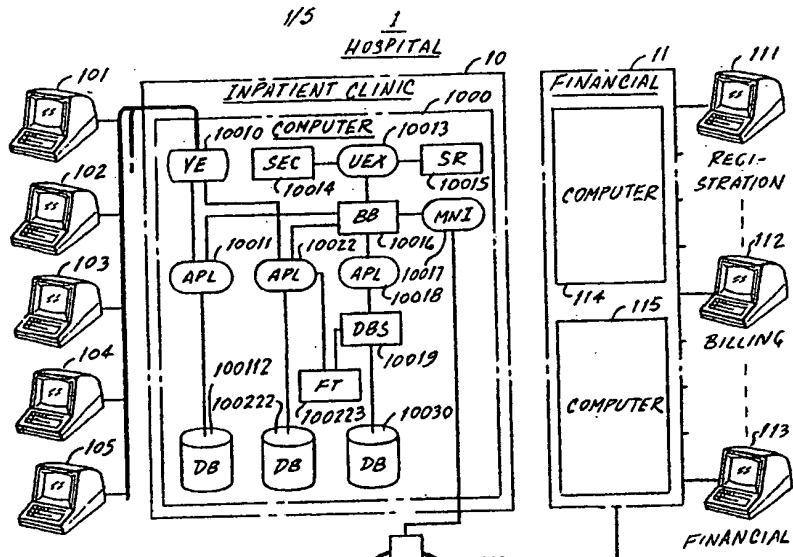 1/5
1
HOSPITAL
10
11
111
101
INPATIENT CLINIC
FINANCIAL
1000
COMPUTER
10010
10013
VE
SEC
UEX
SR
10014
10015
REGI-
STRATION
102
COMPUTER
BB
MNI
10016
10011
10022
10017
112
103
APL
APL
APL
10018
114
115
DBS
BILLING
10019
104
100112
FT
100222
100223
10030
COMPUTER
105
113
DB
DB
DB
FINANCIAL